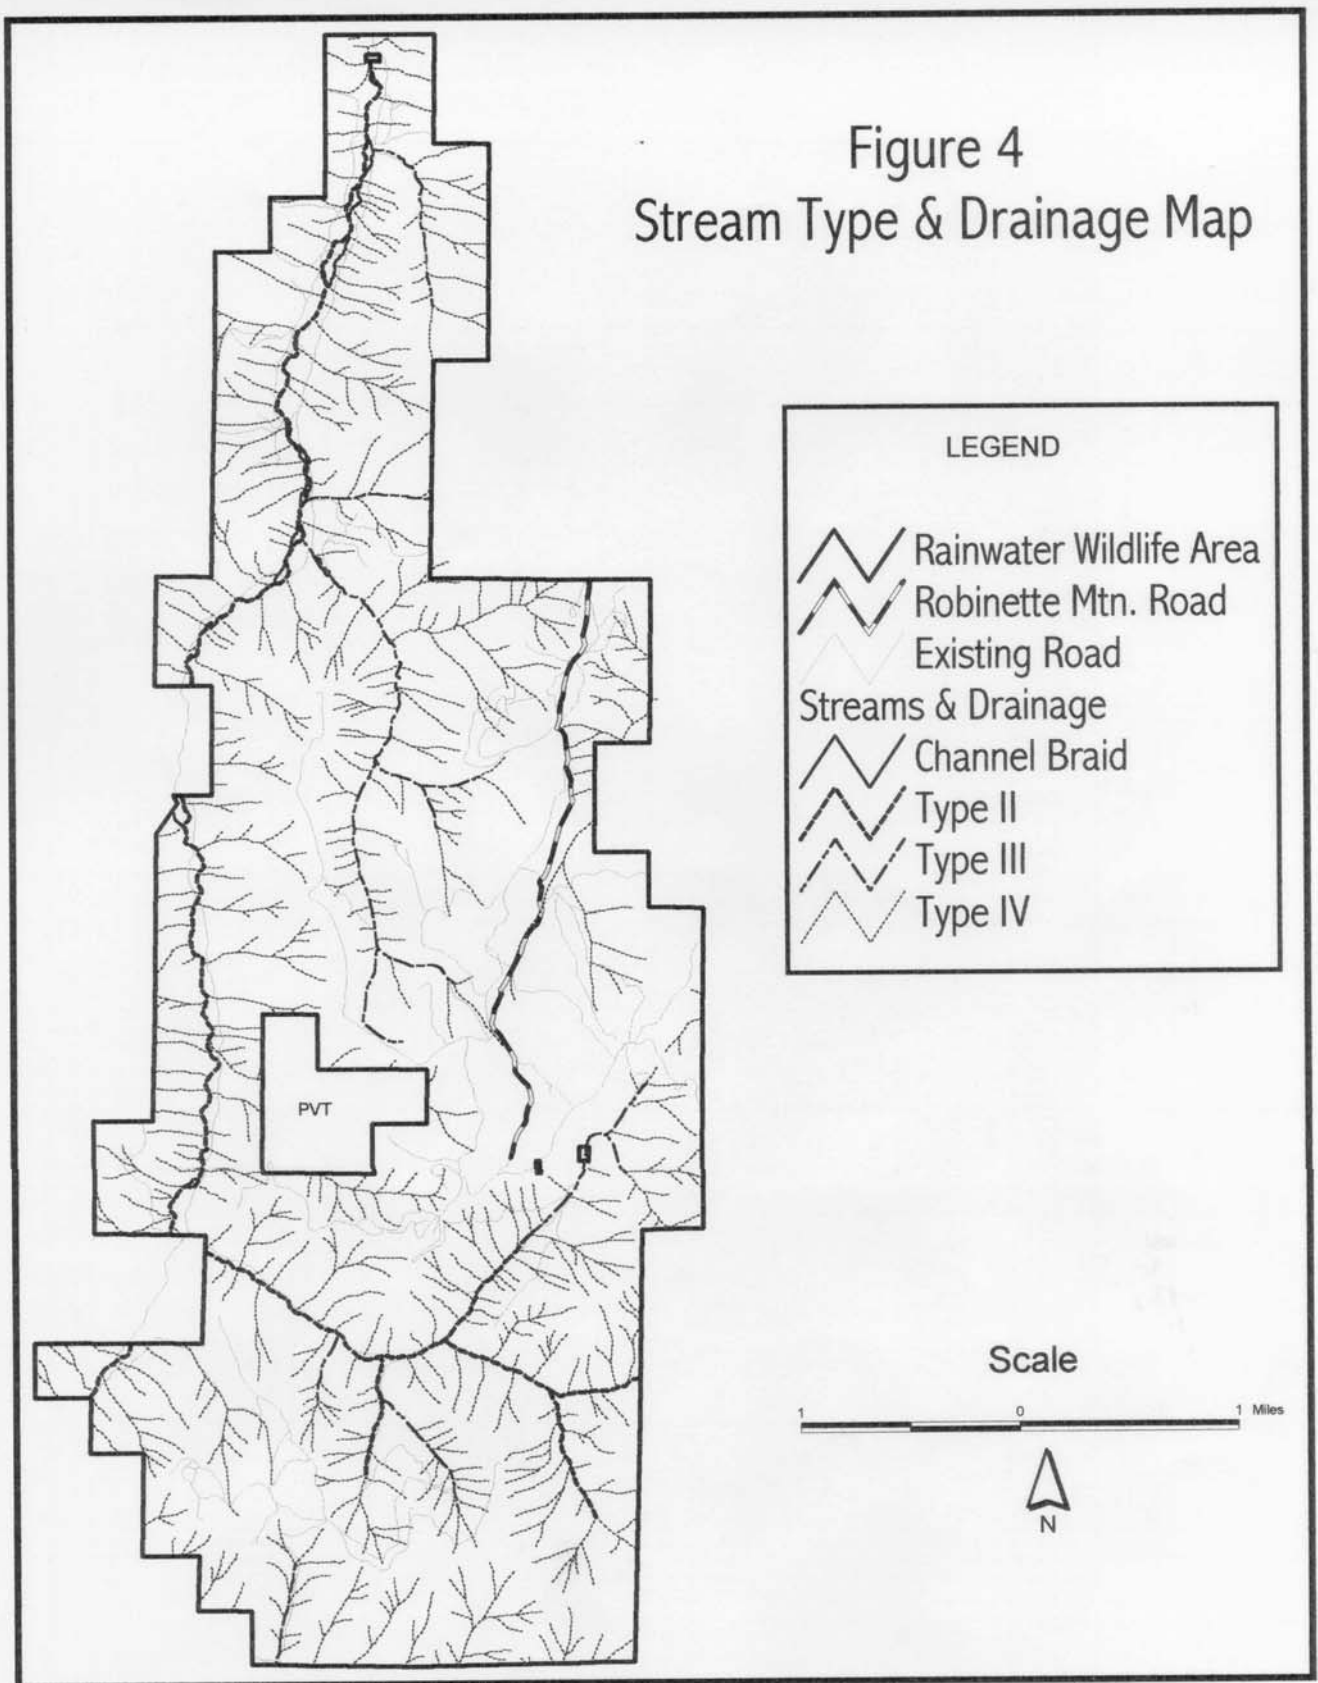 Figure 4
Stream Type & Drainage Map
LEGEND
Rainwater Wildlife Area
Robinette Mtn. Road
Existing Road
Streams & Drainage
Channel Braid
Type II
Type III
Type IV
PVT
Scale
1 0 1 Miles
N